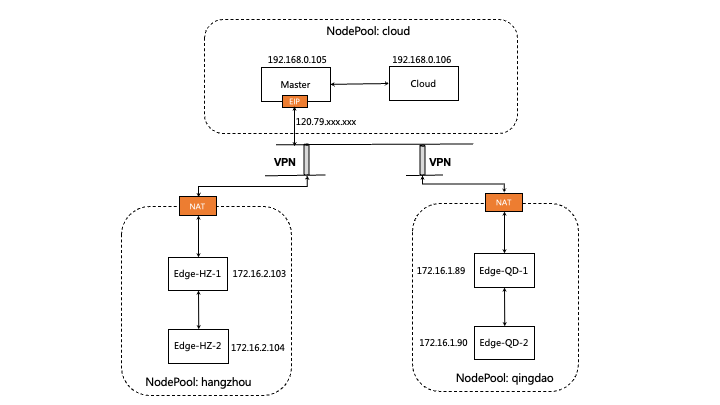 NodePool: cloud
192.168.0.105
192.168.0.106
Master
Cloud
EIP
120.79.xxx.xxx
VPN
VPN
NAT
NAT
Edge-HZ-1
172.16.2.103
172.16.1.89
Edge-QD-1
Edge-HZ-2
172.16.2.104
172.16.1.90
Edge-QD-2
NodePool: hangzhou
NodePool: qingdao